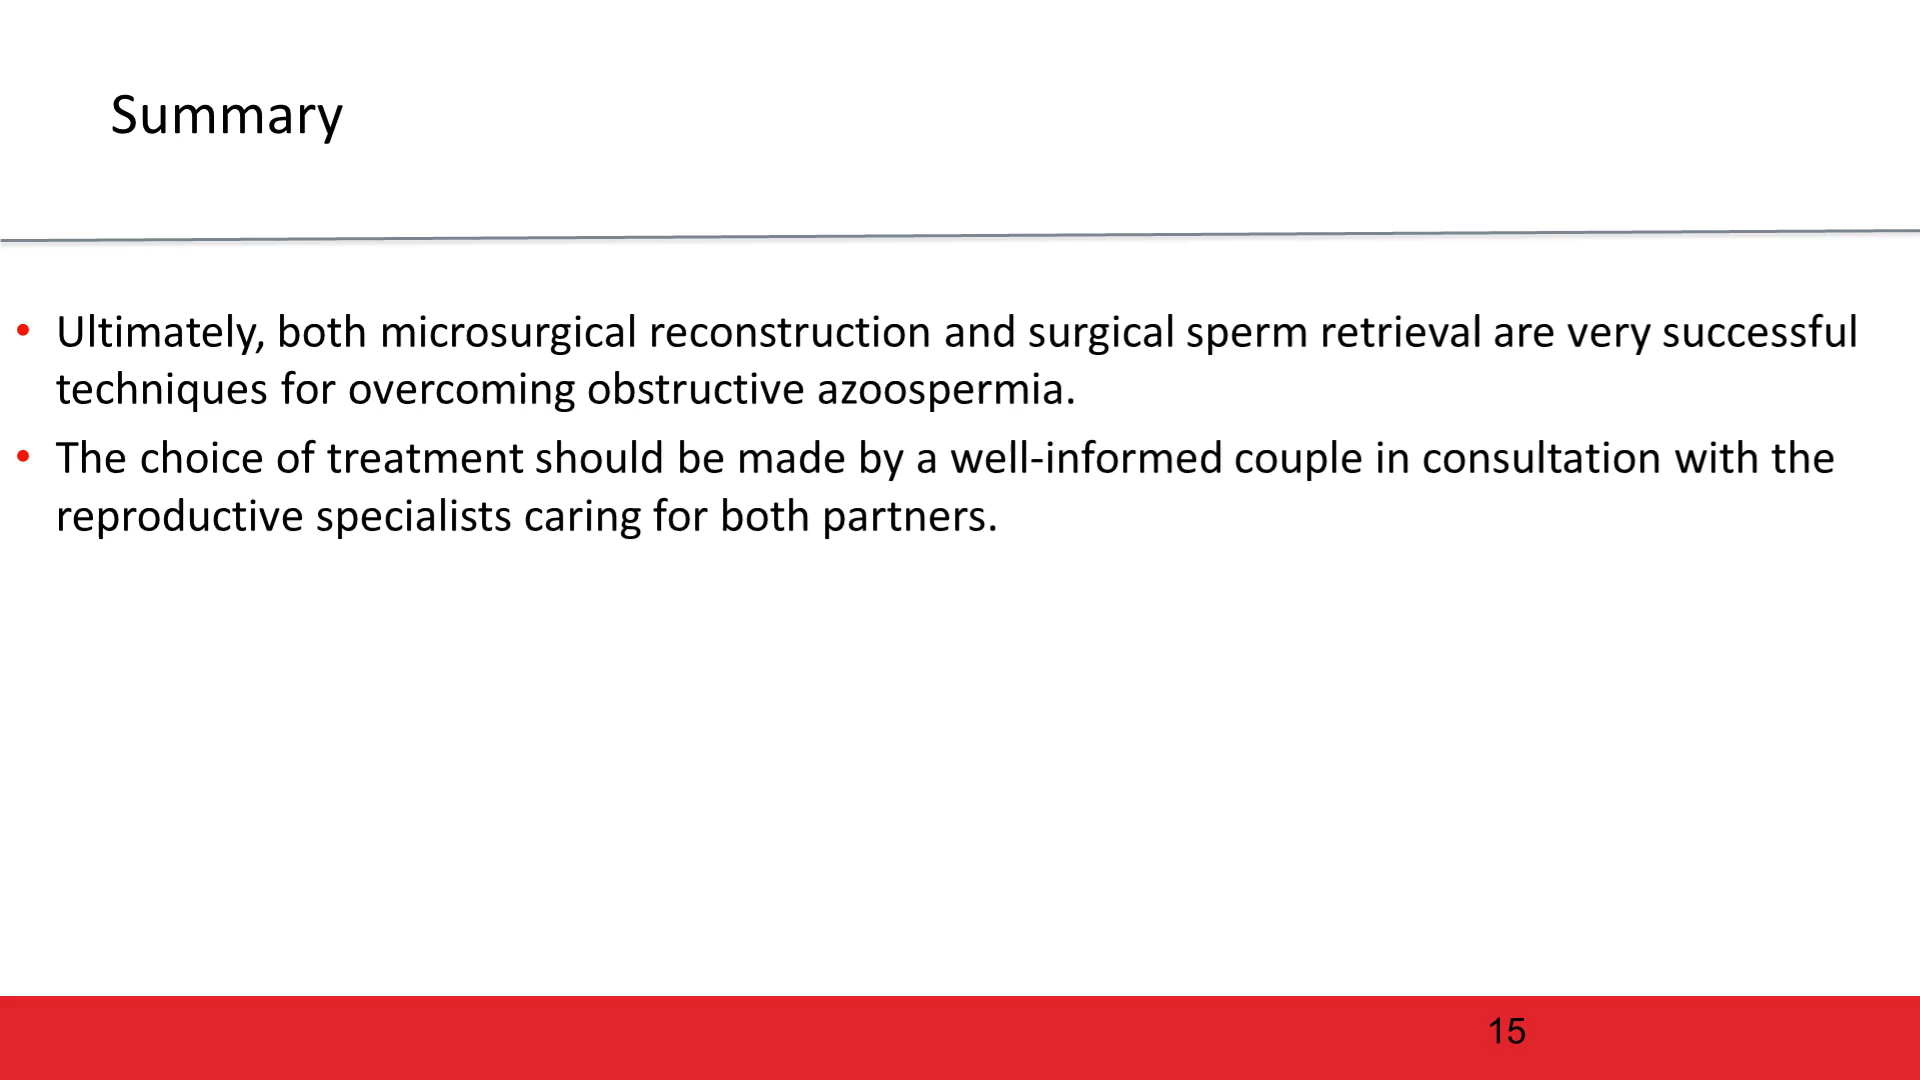 Summary
• Ultimately, both microsurgical reconstruction and surgical sperm retrieval are very successful
techniques for overcoming obstructive azoospermia.
• The choice of treatment should be made by a well-informed couple in consultation with the
reproductive specialists caring for both partners.
15